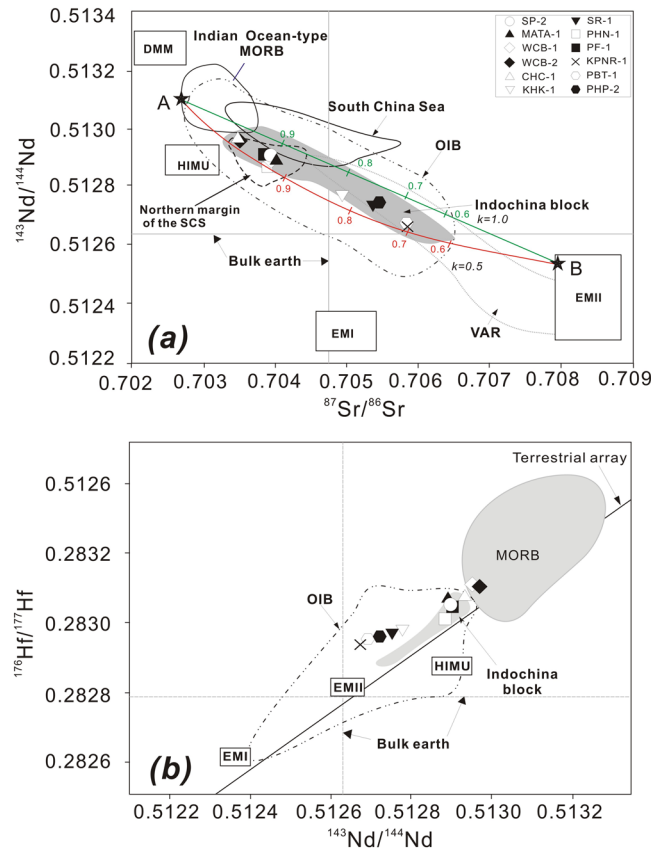 (a)
DMM
Indian Ocean-type
MORB
SP-2
MATA-1
WCB-1
WCB-2
CHC-1
KHK-1
SR-1
PHN-1
PF-1
KPNR-1
PBT-1
PHP-2
A
South China Sea
OIB
HIMU
0.9
0.8
0.7
0.6
k=1.0
0.9
0.8
0.7
0.6
k=0.5
Indochina
block
Northern margin
of the SCS
Bulk earth
B
EMI
EMII
VAR
0.5132
0.5130
0.5128
0.5126
0.5124
0.5122
143Nd/144Nd
0.702
0.703
0.704
0.705
0.706
0.707
0.708
0.709
87Sr/86Sr
(b)
Terrestrial
array
MORB
OIB
HIMU
EMII
Indochina
block
EMI
Bulk earth
0.5126
0.2832
0.2830
0.2828
0.2826
176Hf/177Hf
0.5122
0.5124
0.5126
0.5128
0.5130
0.5132
143Nd/144Nd